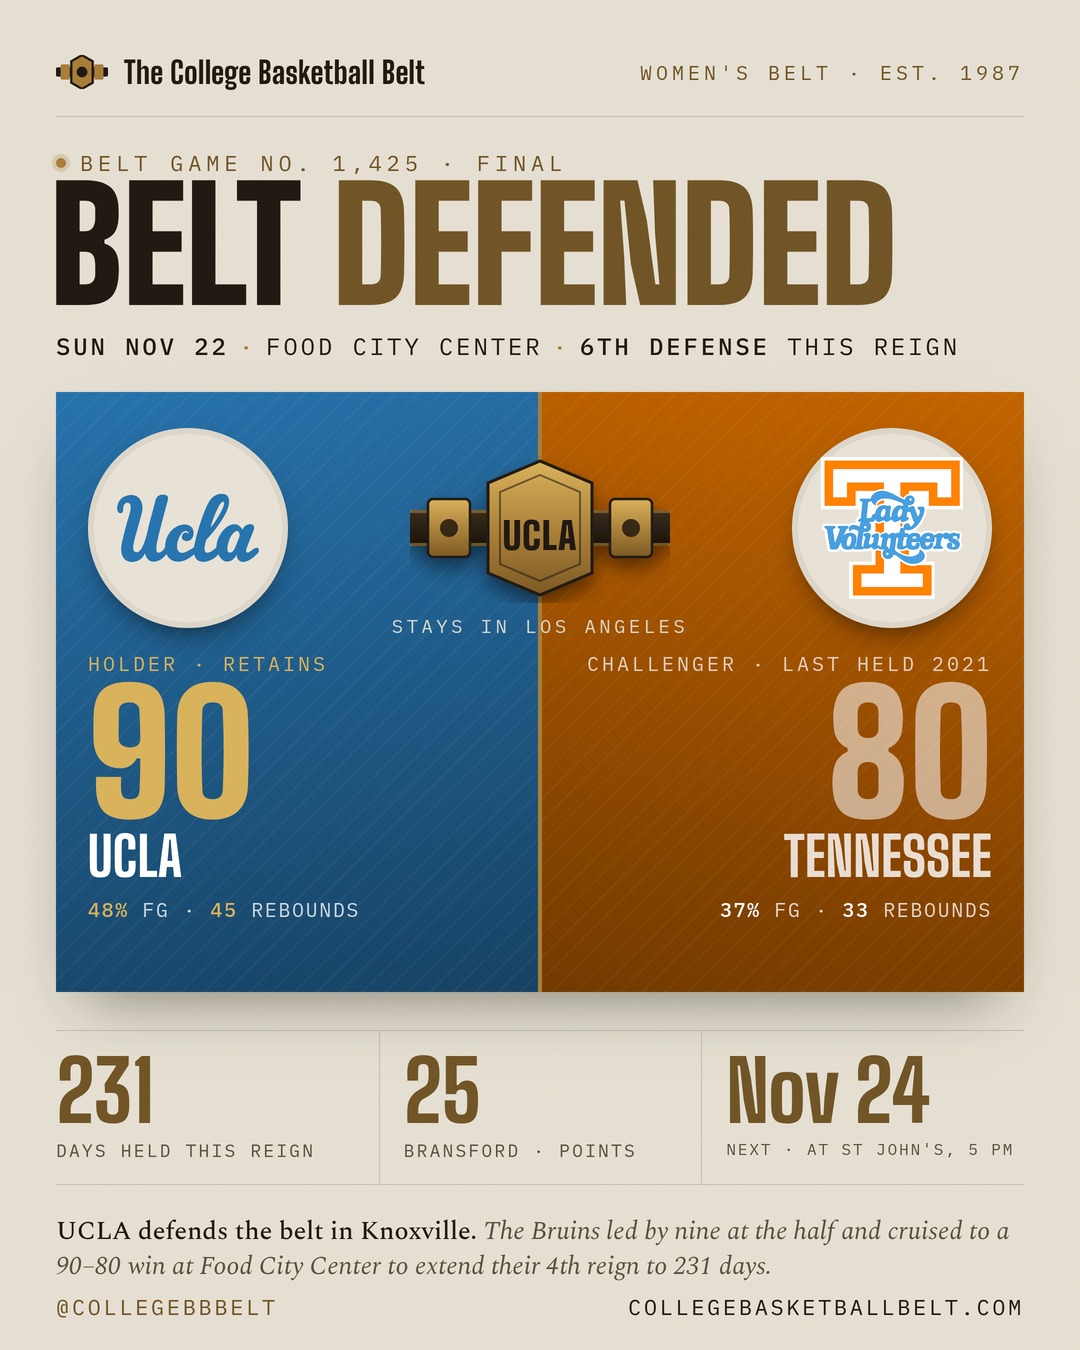 The College Basketball Belt
WOMEN'S BELT · EST. 1987
BELT GAME NO. 1,425 · FINAL
BELT DEFENDED
SUN NOV 22 · FOOD CITY CENTER · 6TH DEFENSE THIS REIGN
Ucla
UCLA
Lady
Volunteers
T
STAYS IN LOS ANGELES
HOLDER · RETAINS
90
UCLA
48% FG · 45 REBOUNDS
CHALLENGER · LAST HELD 2021
80
TENNESSEE
37% FG · 33 REBOUNDS
231
DAYS HELD THIS REIGN
25
BRANSFORD · POINTS
Nov 24
NEXT · AT ST JOHN'S, 5 PM
UCLA defends the belt in Knoxville. The Bruins led by nine at the half and cruised to a
90–80 win at Food City Center to extend their 4th reign to 231 days.
@COLLEGEBBBELT
COLLEGEBASKETBALLBELT.COM